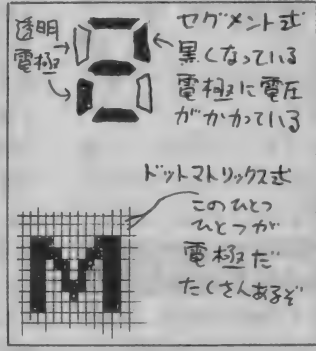 透明
電極
セグメント式
黒くなっている
電極に電圧
がかかっている
ドットマトリックス式
このひとつ
ひとつが
電極だ
たくさんあるぞ
M